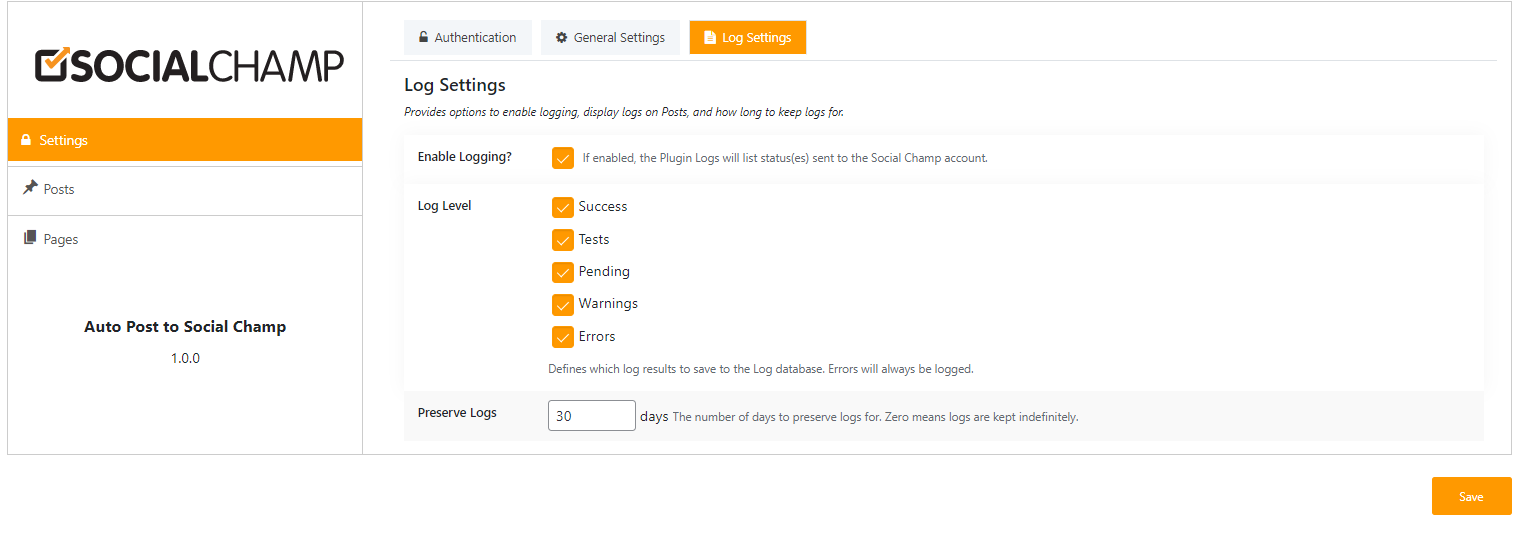 SOCIALCHAMP
Settings
Posts
Pages
Auto Post to Social Champ
1.0.0
Authentication
General Settings
Log Settings
Log Settings
Provides options to enable logging, display logs on Posts, and how long to keep logs for.
Enable Logging?
If enabled, the Plugin Logs will list status(es) sent to the Social Champ account.
Log Level
Success
Tests
Pending
Warnings
Errors
Defines which log results to save to the Log database. Errors will always be logged.
Preserve Logs
30 days The number of days to preserve logs for. Zero means logs are kept indefinitely.
Save